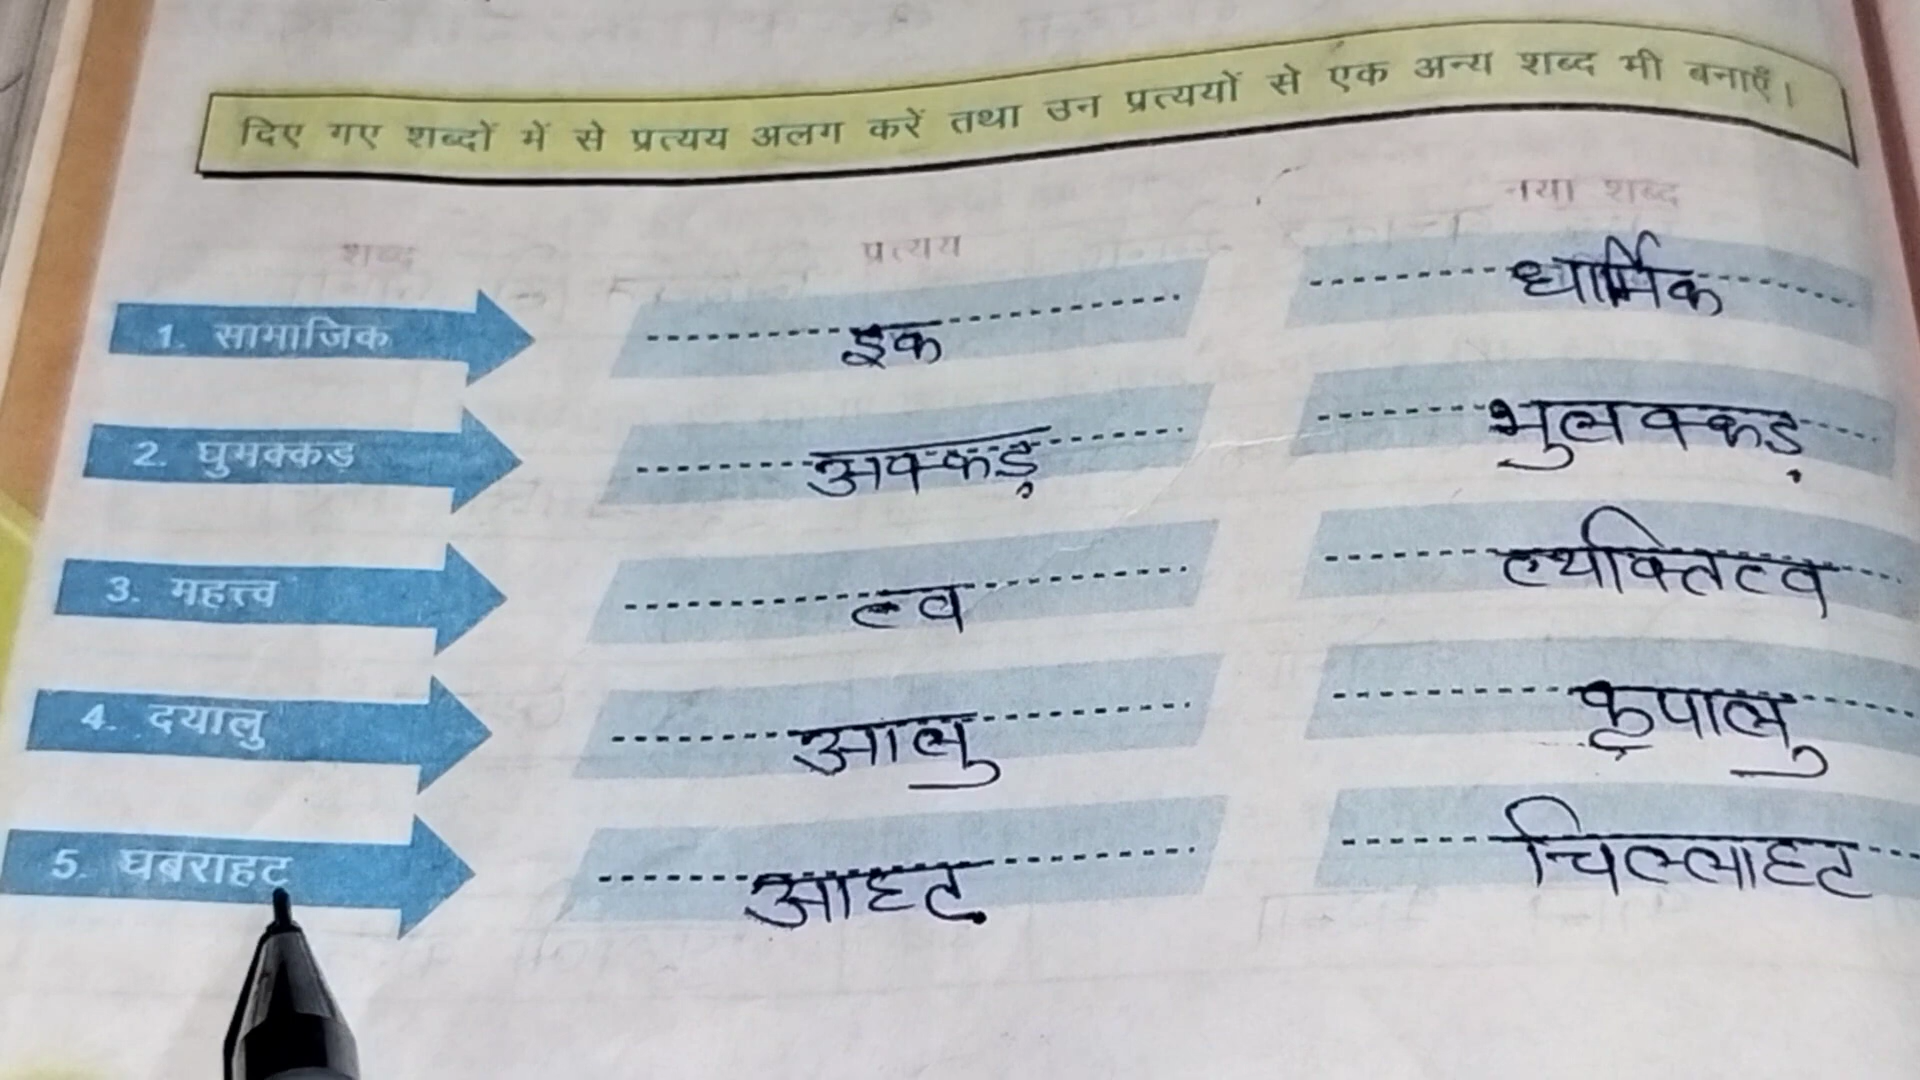 दिए गए शब्दों में से प्रत्यय अलग करें तथा उन प्रत्ययों से एक अन्य शब्द भी बनाएँ।
शब्द प्रत्यय नया शब्द
1. सामाजिक इक धार्मिक
2. घुमक्कड़ अक्कड़ भुलक्कड़
3. महत्त्व त्व व्यक्तित्व
4. दयालु आलु कृपालु
5. घबराहट आहट चिल्लाहट